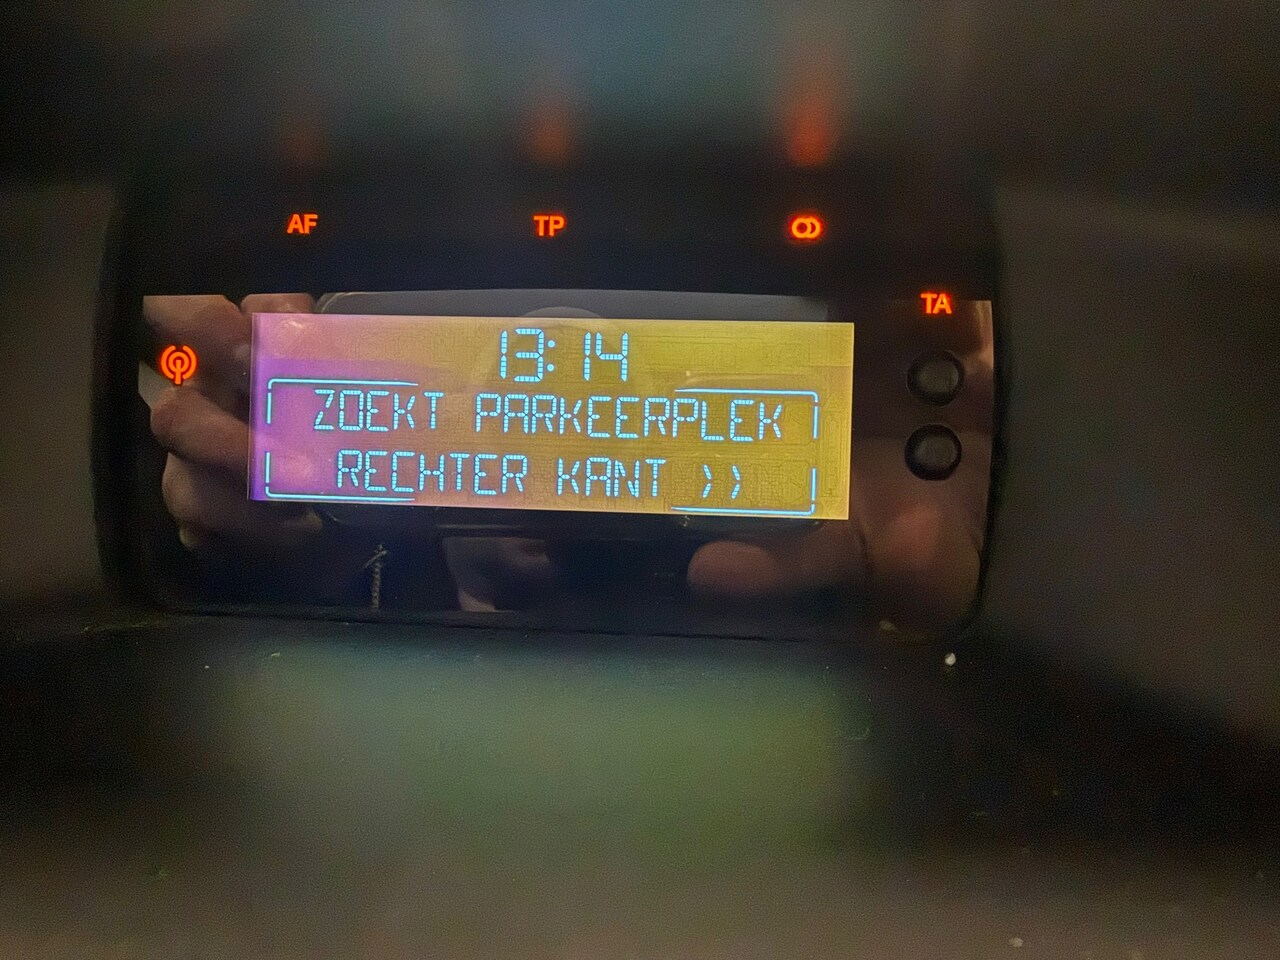 AF TP
TA
13:14
ZOEKT PARKEERPLEK
RECHTER KANT >>